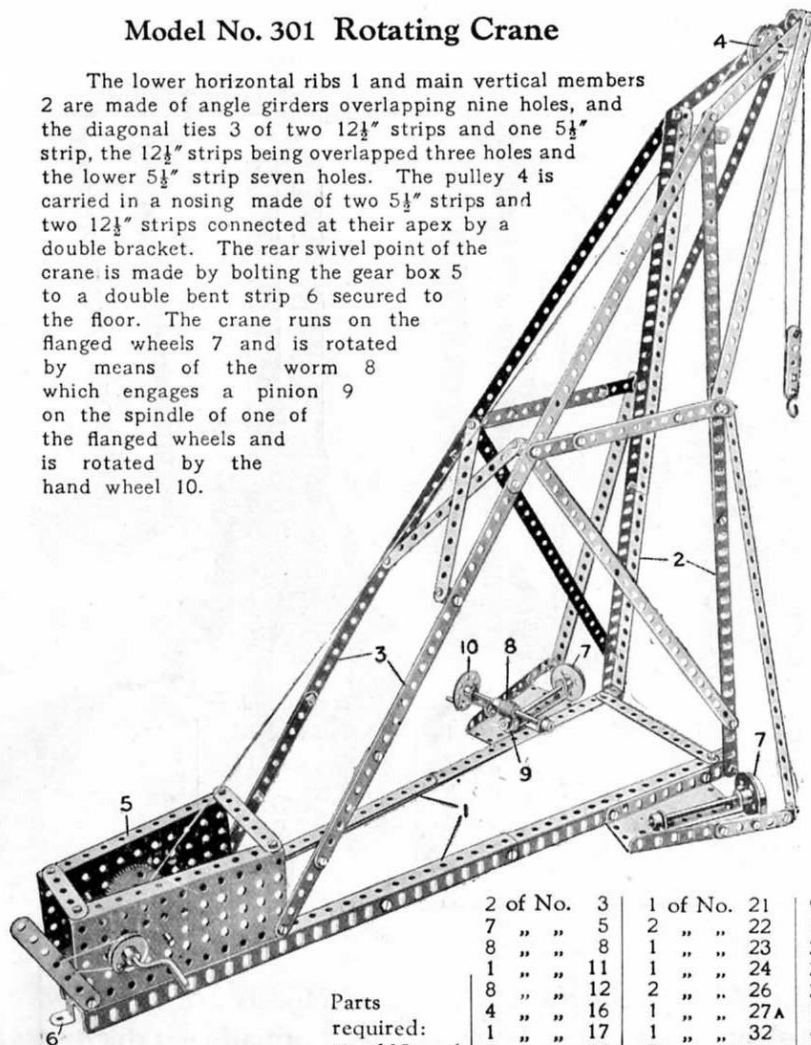 Model No. 301 Rotating Crane
The lower horizontal ribs 1 and main vertical members
2 are made of angle girders overlapping nine holes, and
the diagonal ties 3 of two 12½″ strips and one 5½″
strip, the 12½″ strips being overlapped three holes and
the lower 5½″ strip seven holes. The pulley 4 is
carried in a nosing made of two 5½″ strips and
two 12½″ strips connected at their apex by a
double bracket. The rear swivel point of the
crane is made by bolting the gear box 5
to a double bent strip 6 secured to
the floor. The crane runs on the
flanged wheels 7 and is rotated
by means of the worm 8
which engages a pinion 9
on the spindle of one of
the flanged wheels and
is rotated by the
hand wheel 10.
4
2
3
10 8 7
9
7
5
1
6
Parts
required:
2 of No. 3 1 of No. 21
7 „ „ 5 2 „ „ 22
8 „ „ 8 1 „ „ 23
1 „ „ 11 1 „ „ 24
8 „ „ 12 2 „ „ 26
4 „ „ 16 1 „ „ 27A
1 „ „ 17 1 „ „ 32